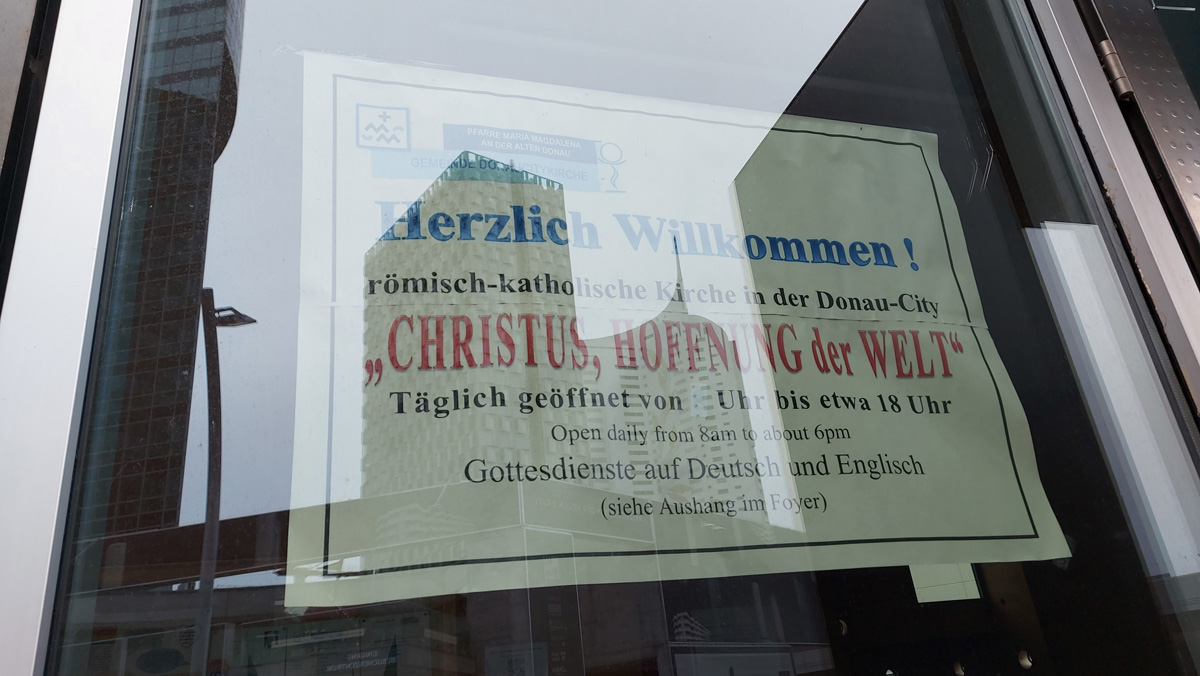 PFARRE MARIA MAGDALENA
AN DER ALTEN DONAU
GEMEINDE DONAUCITYKIRCHE
Herzlich Willkommen !
römisch-katholische Kirche in der Donau-City
„CHRISTUS, HOFFNUNG der WELT“
Täglich geöffnet von Uhr bis etwa 18 Uhr
Open daily from 8am to about 6pm
Gottesdienste auf Deutsch und Englisch
(siehe Aushang im Foyer)